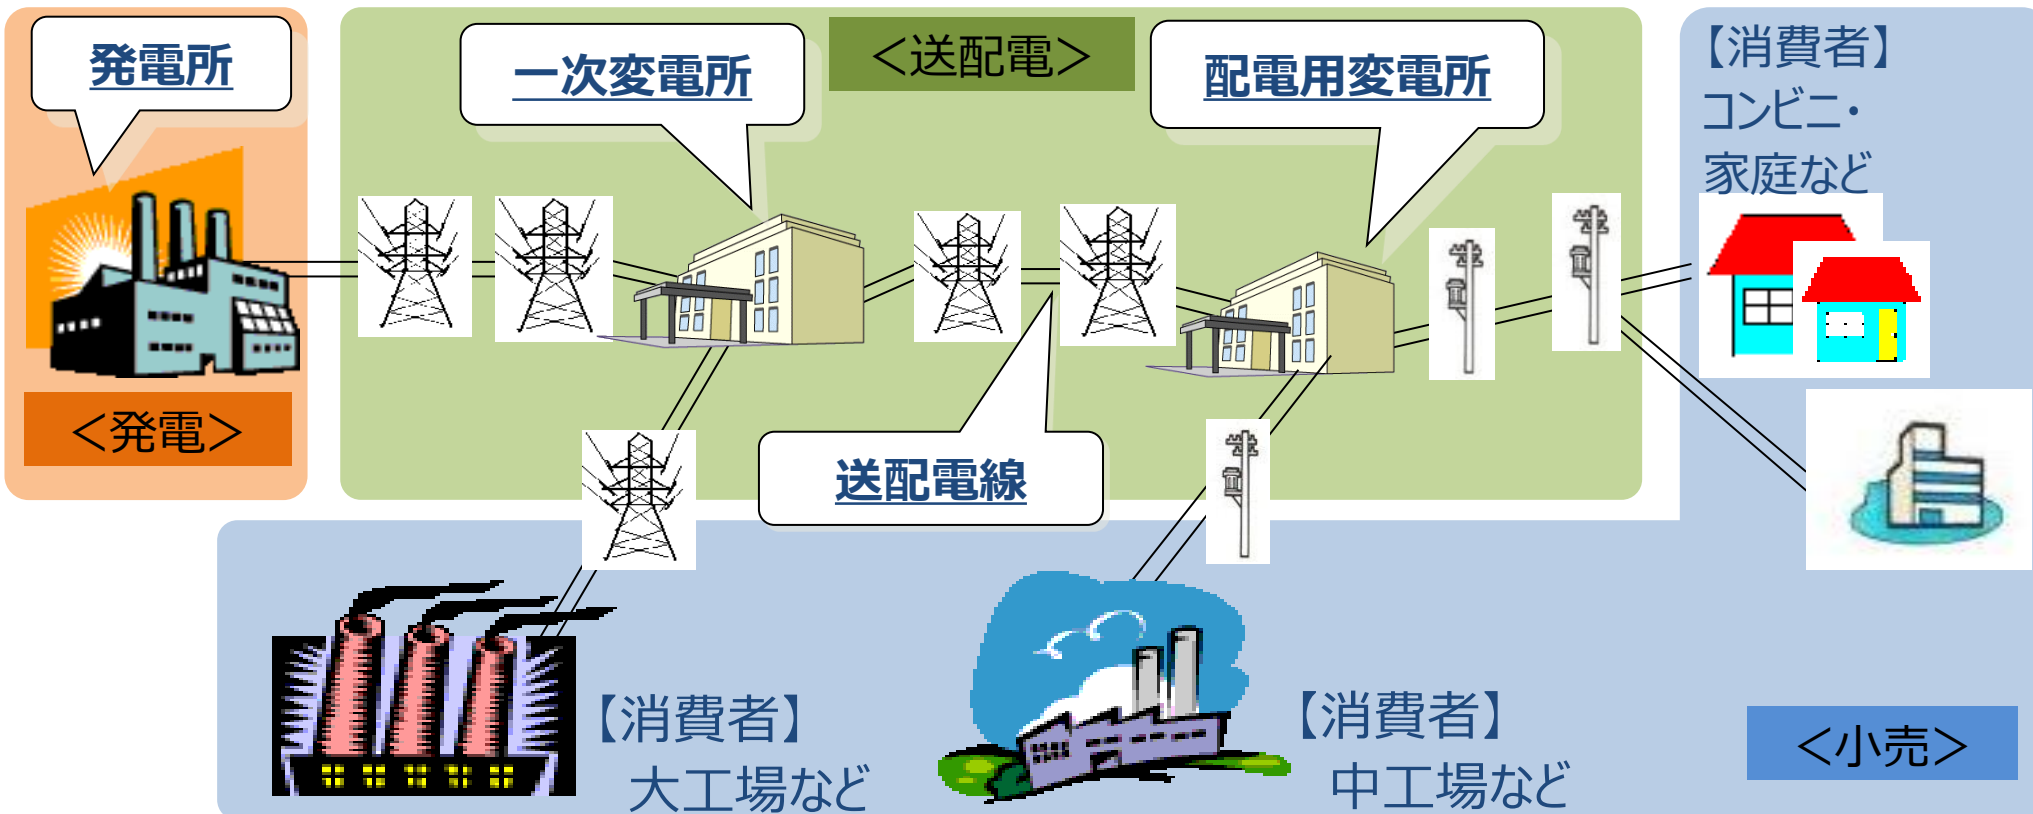 発電所
一次変電所
＜送配電＞
配電用変電所
【消費者】
コンビニ・
家庭など
＜発電＞
送配電線
【消費者】
大工場など
【消費者】
中工場など
＜小売＞